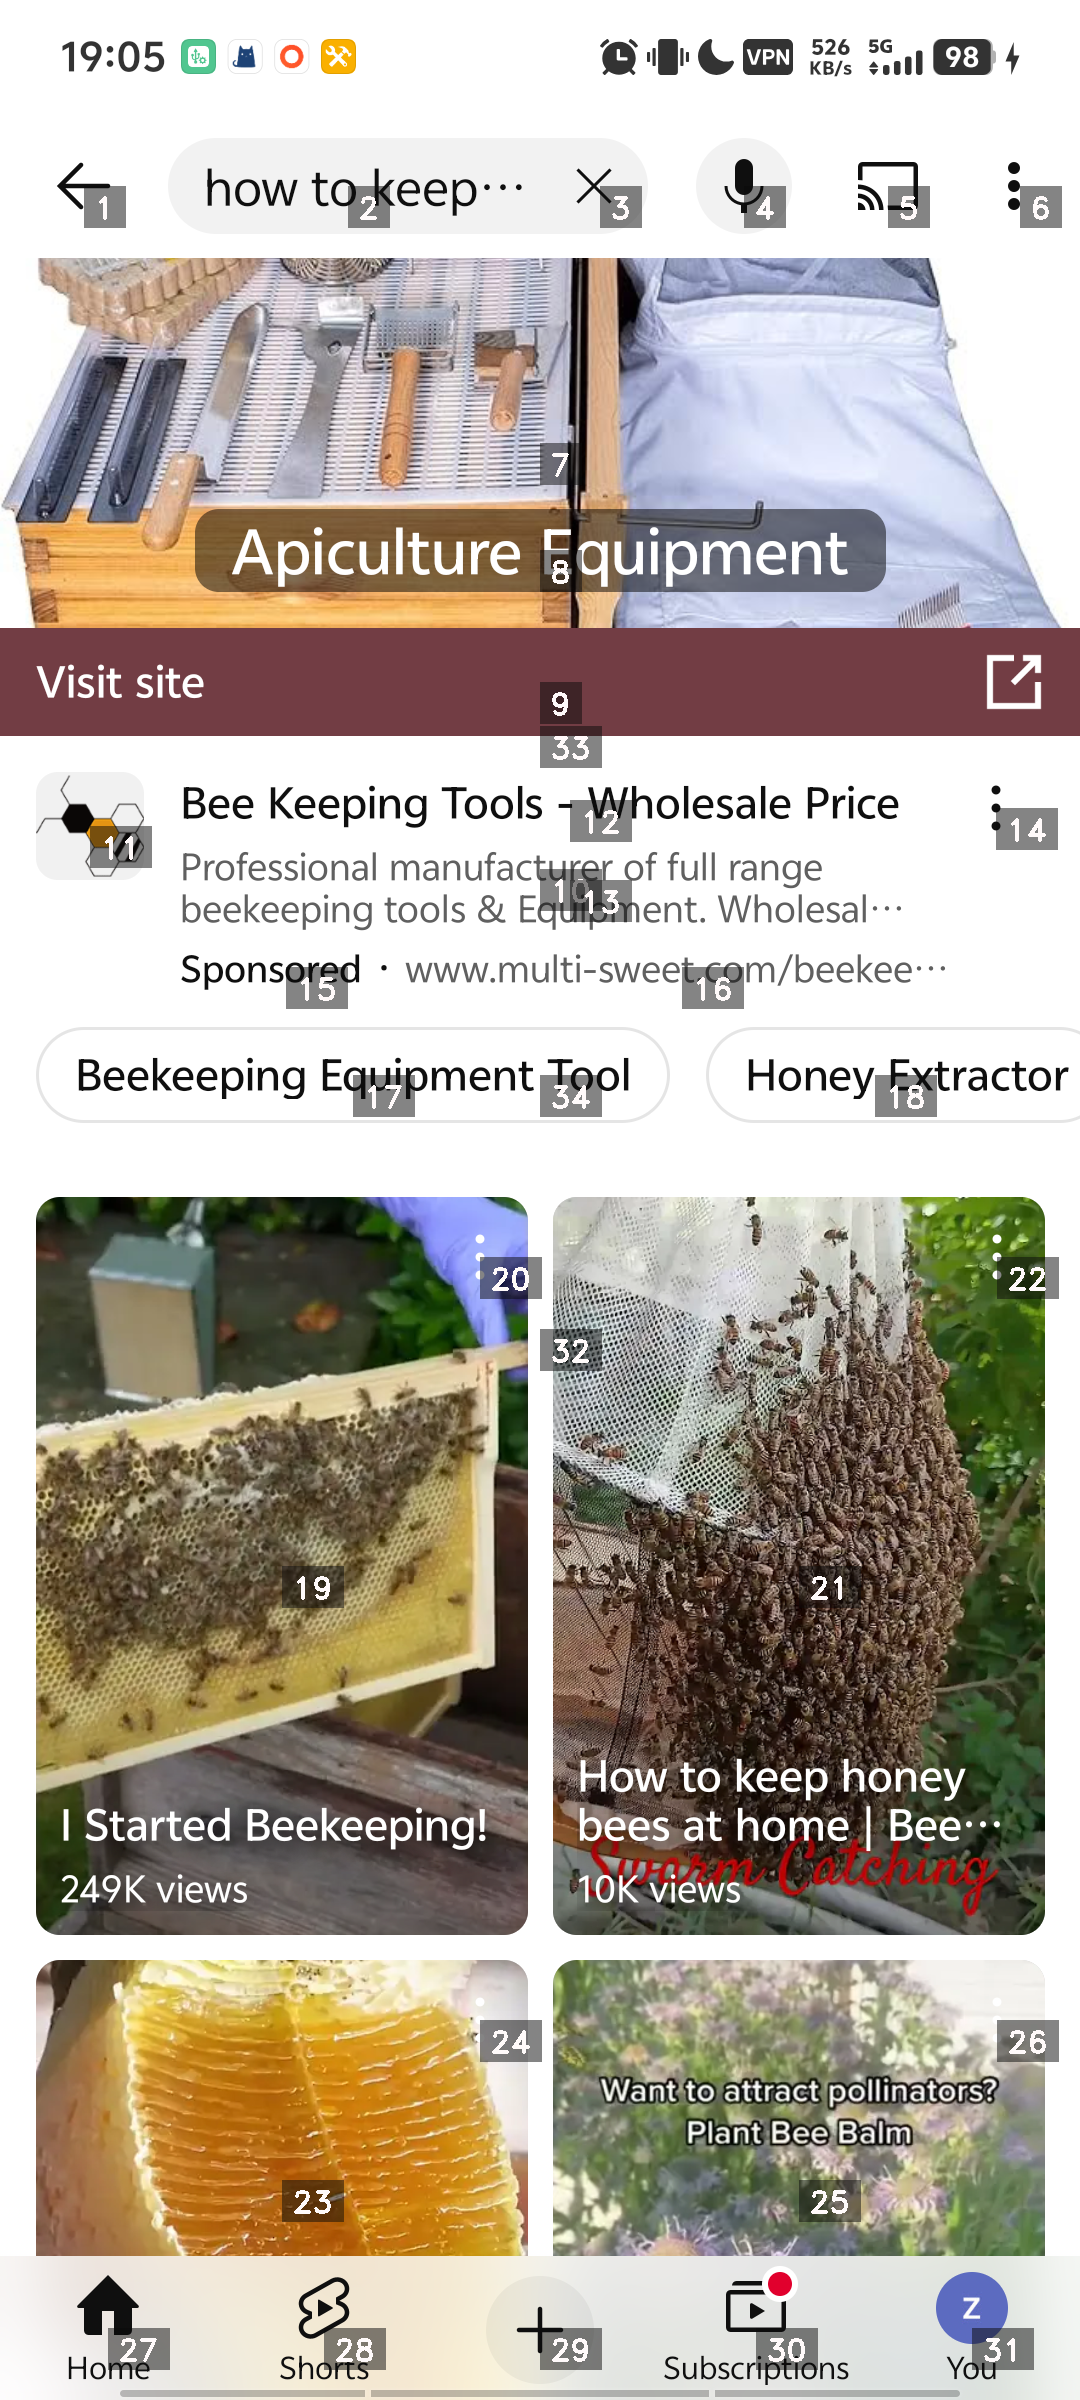 19:05
VPN
526
KB/s
5G
98
how to keep···
1
2
3
4
5
6
7
Apiculture Equipment
8
Visit site
9
33
Bee Keeping Tools - Wholesale Price
11
12
14
Professional manufacturer of full range
10
13
beekeeping tools & Equipment. Wholesal···
Sponsored · www.multi-sweet.com/beekee···
15
16
Beekeeping Equipment Tool
Honey Extractor
17
34
18
20
22
32
19
21
I Started Beekeeping!
249K views
How to keep honey
bees at home | Bee···
Swarm Catching
10K views
24
26
Want to attract pollinators?
Plant Bee Balm
23
25
Home
Shorts
Subscriptions
Z
You
27
28
29
30
31